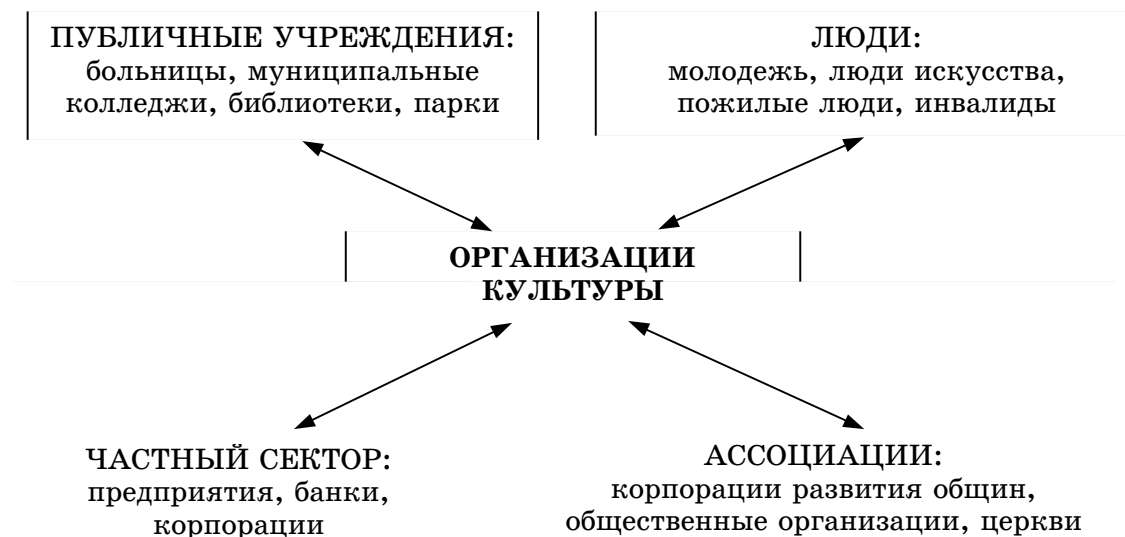 ПУБЛИЧНЫЕ УЧРЕЖДЕНИЯ:
больницы, муниципальные
колледжи, библиотеки, парки
ЛЮДИ:
молодежь, люди искусства,
пожилые люди, инвалиды
ОРГАНИЗАЦИИ
КУЛЬТУРЫ
ЧАСТНЫЙ СЕКТОР:
предприятия, банки,
корпорации
АССОЦИАЦИИ:
корпорации развития общин,
общественные организации, церкви